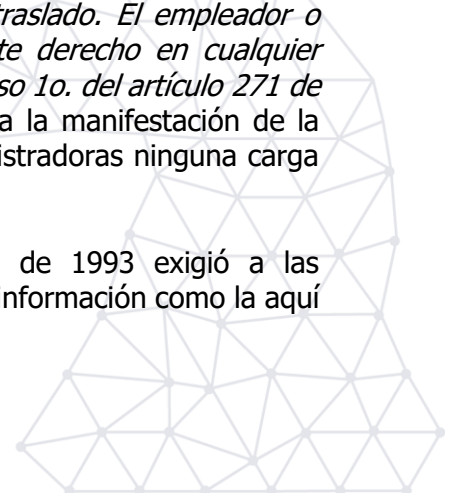 traslado. El empleador o
te derecho en cualquier
so 1o. del artículo 271 de
a la manifestación de la
istradoras ninguna carga
de 1993 exigió a las
información como la aquí